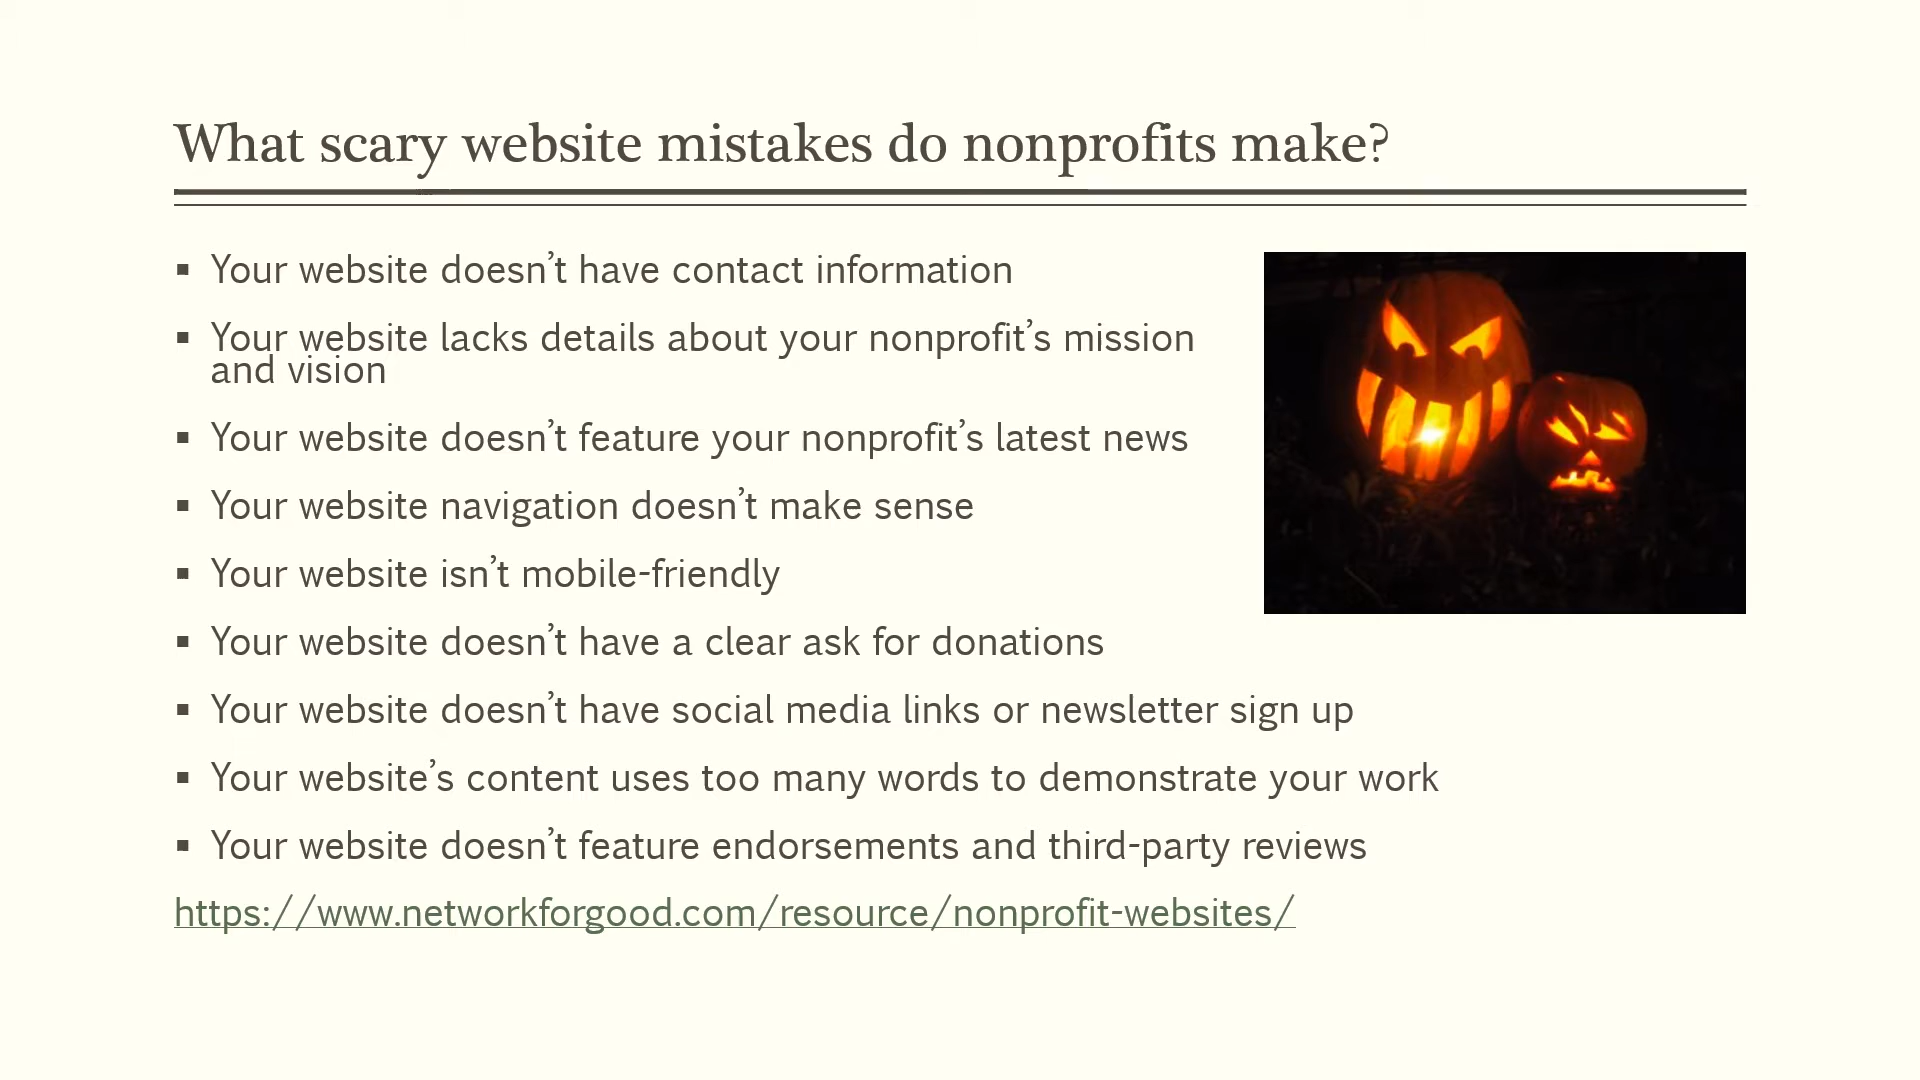 What scary website mistakes do nonprofits make?
▪ Your website doesn’t have contact information
▪ Your website lacks details about your nonprofit’s mission
and vision
▪ Your website doesn’t feature your nonprofit’s latest news
▪ Your website navigation doesn’t make sense
▪ Your website isn’t mobile-friendly
▪ Your website doesn’t have a clear ask for donations
▪ Your website doesn’t have social media links or newsletter sign up
▪ Your website’s content uses too many words to demonstrate your work
▪ Your website doesn’t feature endorsements and third-party reviews
https://www.networkforgood.com/resource/nonprofit-websites/